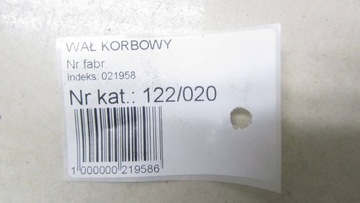 WAŁ KORBOWY
Nr fabr.
Indeks: 021958
Nr kat.: 122/020
1 000000 219586